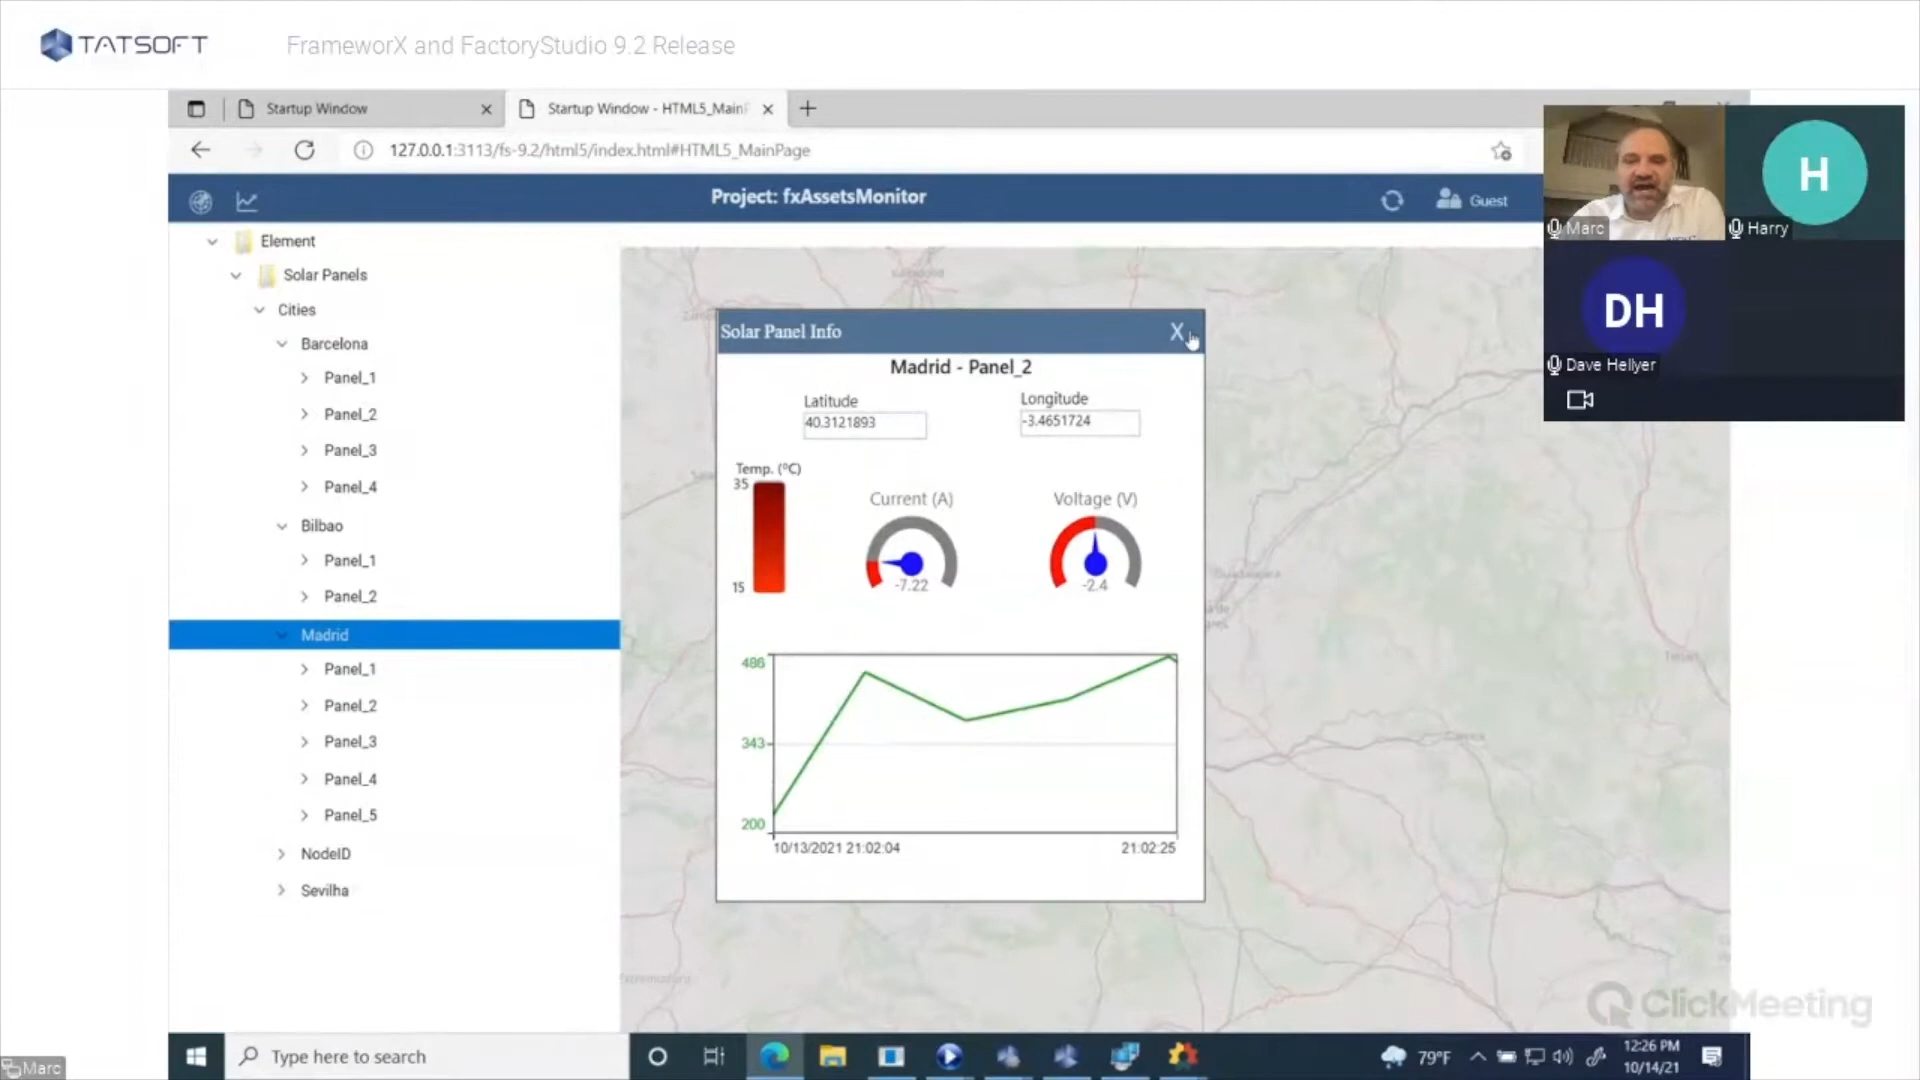 TATSOFT
FrameworX and FactoryStudio 9.2 Release
Startup Window
Startup Window - HTML5_Main
127.0.0.1:3113/fs-9.2/html5/index.html#HTML5_MainPage
Project: fxAssetsMonitor
Guest
Element
Solar Panels
Cities
Barcelona
Panel_1
Panel_2
Panel_3
Panel_4
Bilbao
Panel_1
Panel_2
Madrid
Panel_1
Panel_2
Panel_3
Panel_4
Panel_5
NodeID
Sevilha
Solar Panel Info
X
Madrid - Panel_2
Latitude
Longitude
40.3121893
-3.4651724
Temp. (ºC)
35
15
Current (A)
-7.22
Voltage (V)
-2.4
486
343
200
10/13/2021 21:02:04
21:02:25
Marc
H
Harry
DH
Dave Hellyer
ClickMeeting
Type here to search
79°F
12:26 PM
10/14/21
Marc